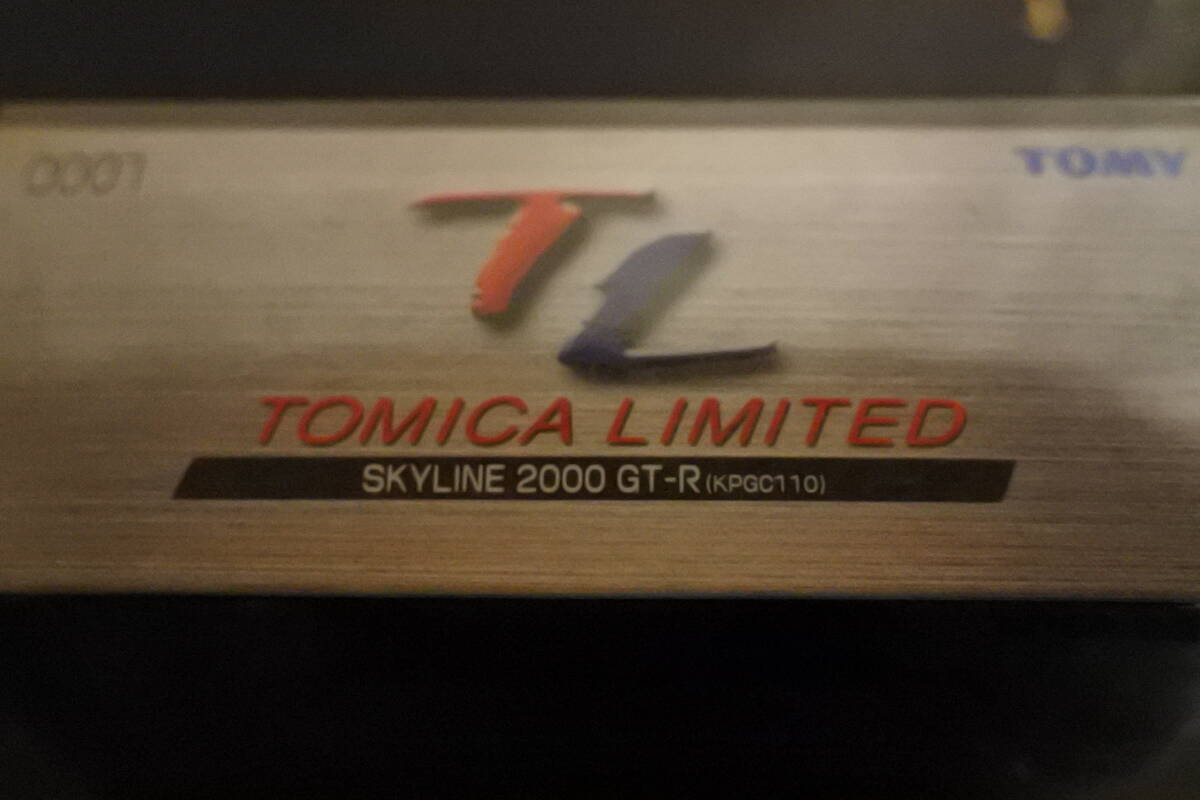 0001
TOMY
TL
TOMICA LIMITED
SKYLINE 2000 GT-R (KPGC110)